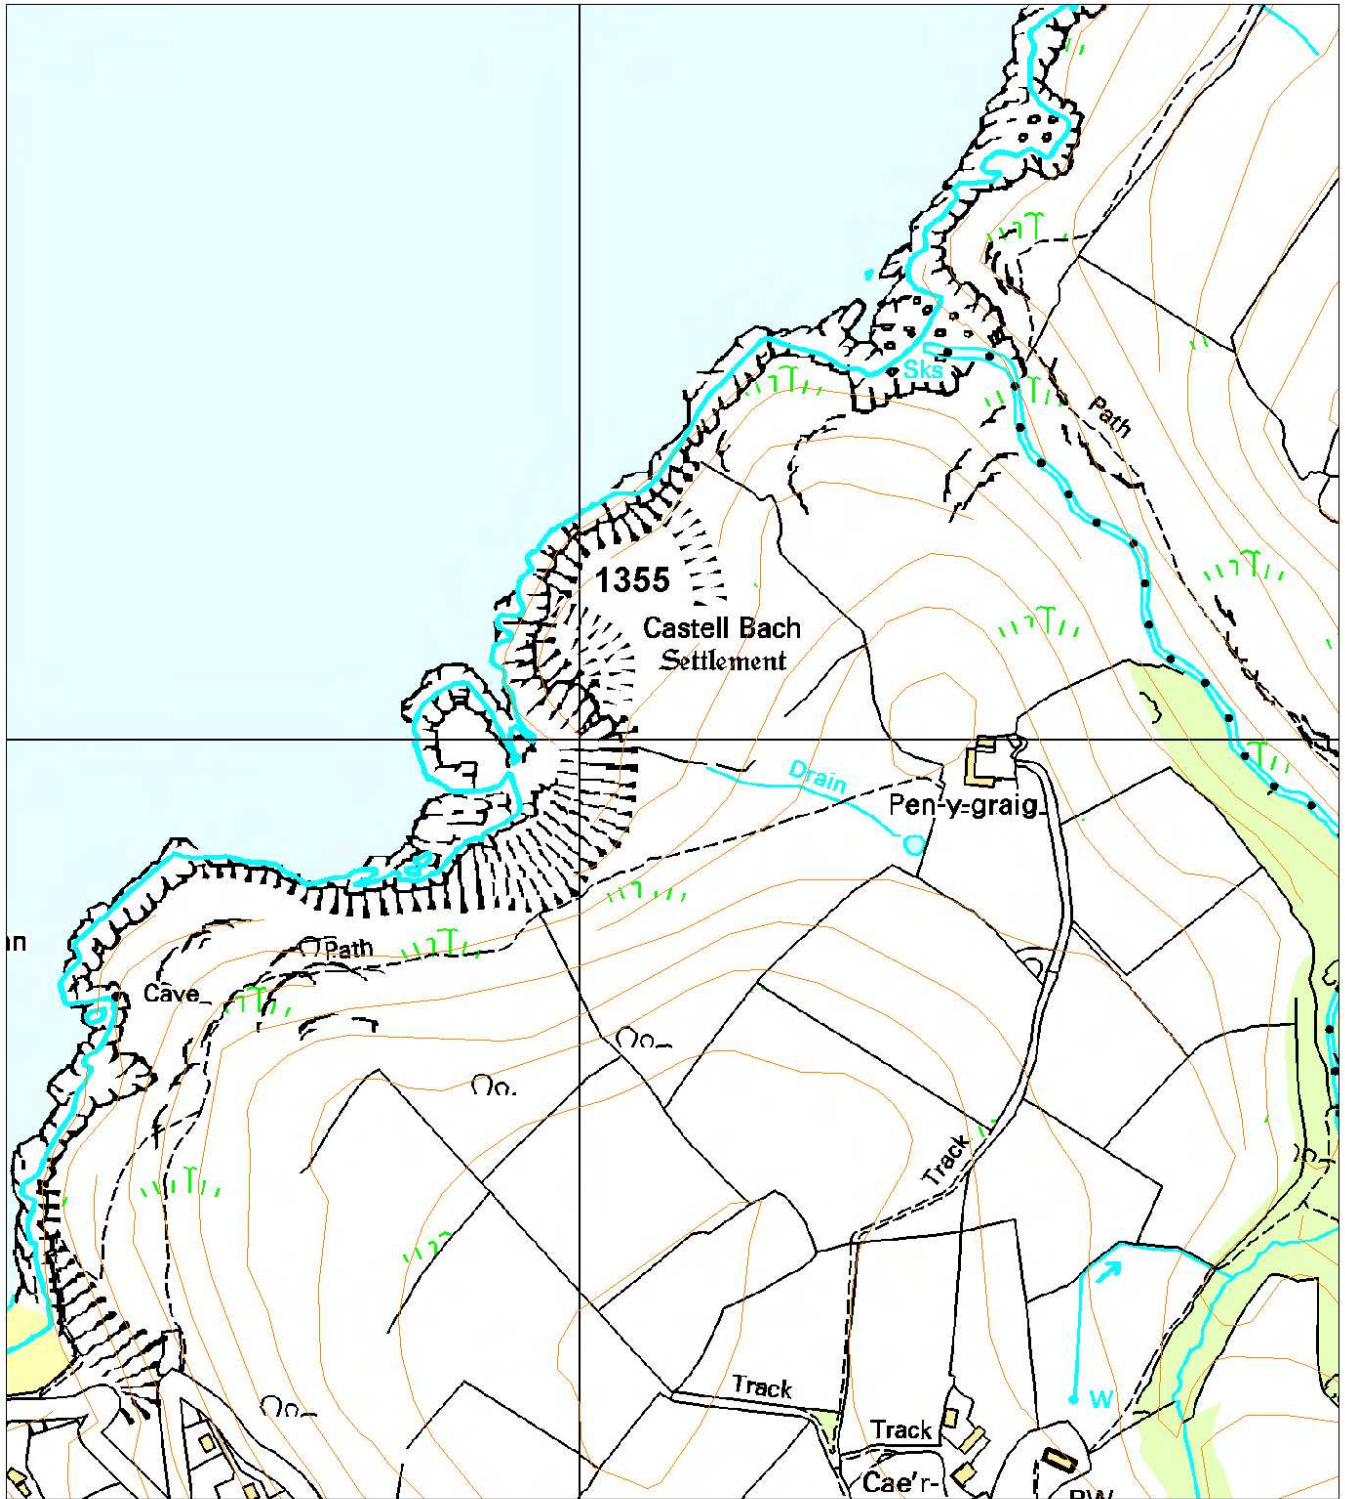 Sks
Path
1355
Castell Bach
Settlement
Drain
Pen-y-graig
Path
Cave
Track
Track
W
Track
Cae'r-